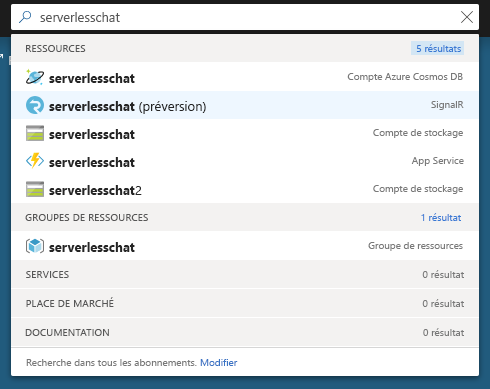 serverlesschat
RESSOURCES 5 résultats
serverlesschat Compte Azure Cosmos DB
serverlesschat (préversion) SignalR
serverlesschat Compte de stockage
serverlesschat App Service
serverlesschat2 Compte de stockage
GROUPES DE RESSOURCES 1 résultat
serverlesschat Groupe de ressources
SERVICES 0 résultat
PLACE DE MARCHÉ 0 résultat
DOCUMENTATION 0 résultat
Recherche dans tous les abonnements. Modifier